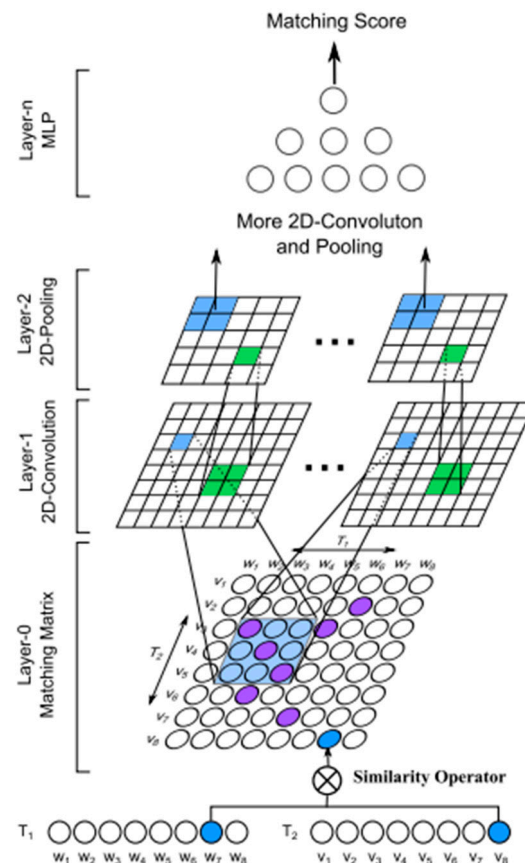 Matching Score
Layer-n
MLP
More 2D-Convoluton
and Pooling
Layer-2
2D-Pooling
Layer-1
2D-Convolution
Layer-0
Matching Matrix
T1
w1 w2 w3 w4 w5 w6 w7 w8
T2
v1
v2
v3
v4
v5
v6
v7
v8
Similarity Operator
T1
T2
w1 w2 w3 w4 w5 w6 w7 w8
v1 v2 v3 v4 v5 v6 v7 v8